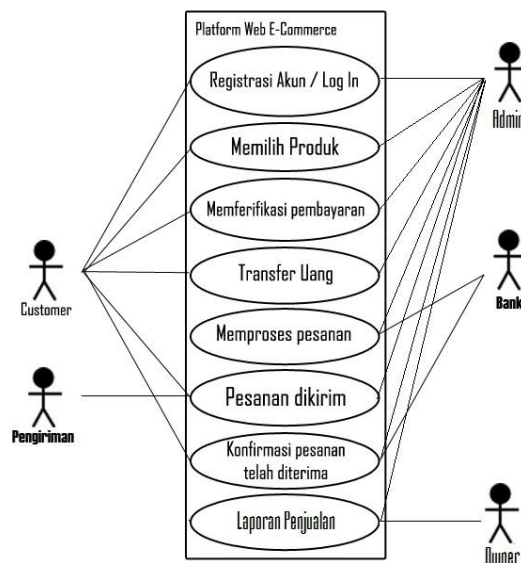 Platform Web E-Commerce
Registrasi Akun / Log In
Memilih Produk
Memferifikasi pembayaran
Transfer Uang
Memproses pesanan
Pesanan dikirim
Konfirmasi pesanan
telah diterima
Laporan Penjualan
Customer
Pengiriman
Admin
Bank
Owner